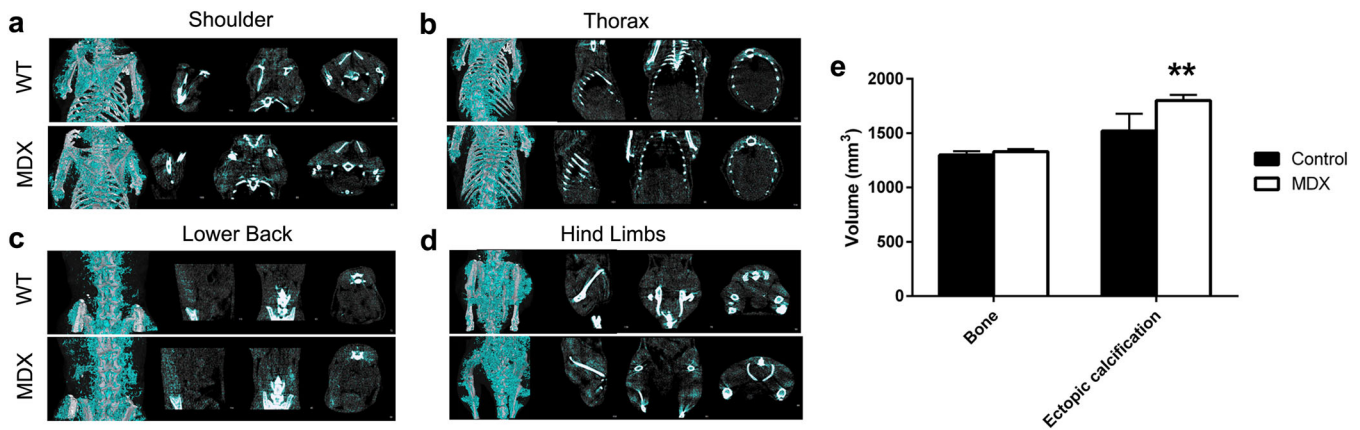 a
Shoulder
WT
MDX
b
Thorax
c
Lower Back
WT
MDX
d
Hind Limbs
e
**
Volume (mm³)
2000
1500
1000
500
0
Bone
Ectopic calcification
Control
MDX